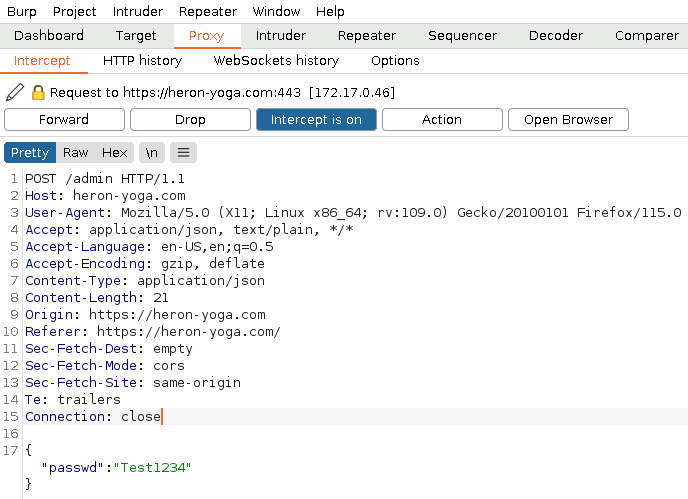 Burp Project Intruder Repeater Window Help
Dashboard Target Proxy Intruder Repeater Sequencer Decoder Comparer
Intercept HTTP history WebSockets history Options
Request to https://heron-yoga.com:443 [172.17.0.46]
Forward Drop Intercept is on Action Open Browser
Pretty Raw Hex \n
1 POST /admin HTTP/1.1
2 Host: heron-yoga.com
3 User-Agent: Mozilla/5.0 (X11; Linux x86_64; rv:109.0) Gecko/20100101 Firefox/115.0
4 Accept: application/json, text/plain, */*
5 Accept-Language: en-US,en;q=0.5
6 Accept-Encoding: gzip, deflate
7 Content-Type: application/json
8 Content-Length: 21
9 Origin: https://heron-yoga.com
10 Referer: https://heron-yoga.com/
11 Sec-Fetch-Dest: empty
12 Sec-Fetch-Mode: cors
13 Sec-Fetch-Site: same-origin
14 Te: trailers
15 Connection: close
16
17 {
"passwd":"Test1234"
}